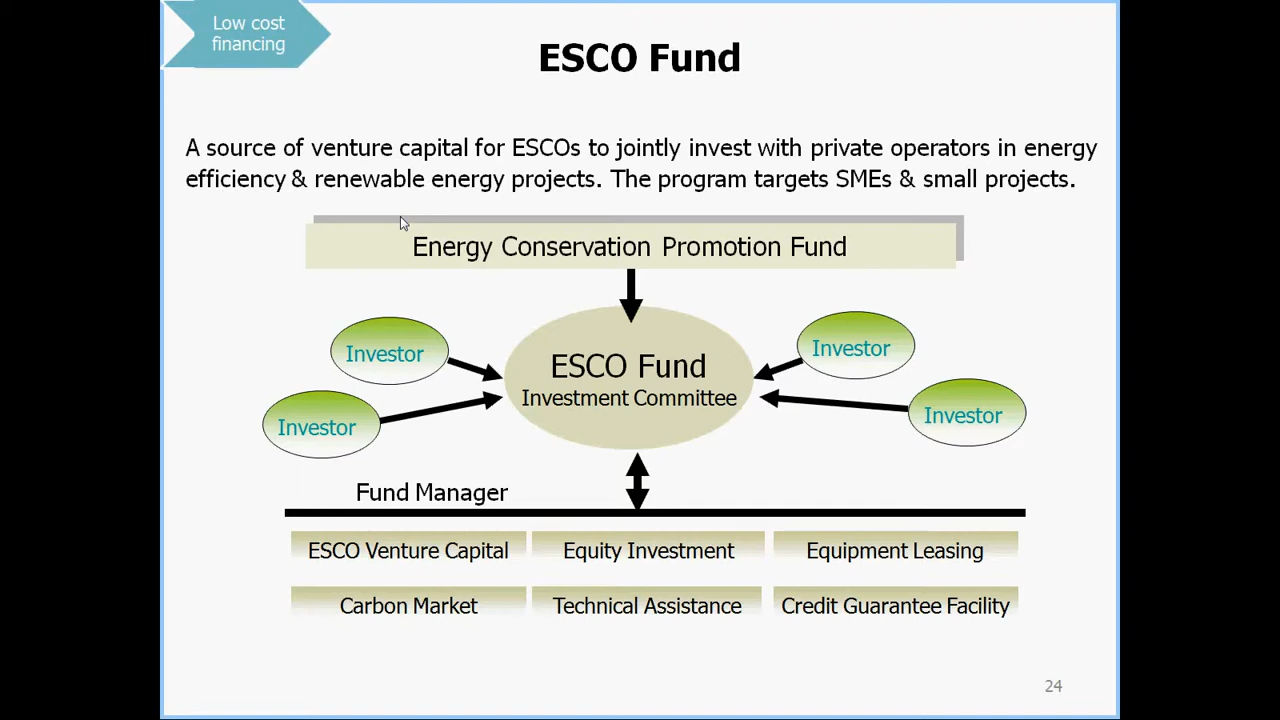 Low cost
financing
ESCO Fund
A source of venture capital for ESCOs to jointly invest with private operators in energy
efficiency & renewable energy projects. The program targets SMEs & small projects.
Energy Conservation Promotion Fund
Investor
Investor
ESCO Fund
Investment Committee
Investor
Investor
Fund Manager
ESCO Venture Capital
Equity Investment
Equipment Leasing
Carbon Market
Technical Assistance
Credit Guarantee Facility
24